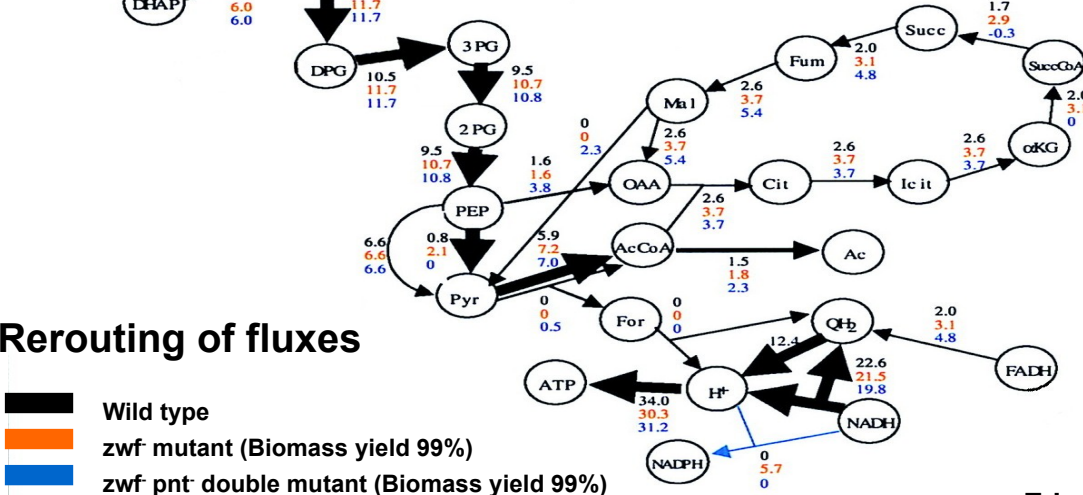 DHAP
6.0
6.0
11.7
11.7
DPG
10.5
11.7
11.7
3PG
9.5
10.7
10.8
2PG
9.5
10.7
10.8
PEP
1.6
1.6
3.8
6.6
6.6
6.6
0.8
2.1
0
Pyr
5.9
7.2
7.0
0
0
2.3
Mal
2.6
3.7
5.4
OAA
2.6
3.7
5.4
Fum
2.0
3.1
4.8
Succ
1.7
2.9
-0.3
SuccCoA
2.0
3.1
0
αKG
2.6
3.7
3.7
Icit
2.6
3.7
3.7
Cit
2.6
3.7
3.7
AcCoA
1.5
1.8
2.3
Ac
0
0
0.5
For
0
0
0
QH2
12.4
2.0
3.1
4.8
FADH
22.6
21.5
19.8
NADH
H+
34.0
30.3
31.2
ATP
NADPH
0
5.7
0
Rerouting of fluxes
Wild type
zwf- mutant (Biomass yield 99%)
zwf- pnt- double mutant (Biomass yield 99%)